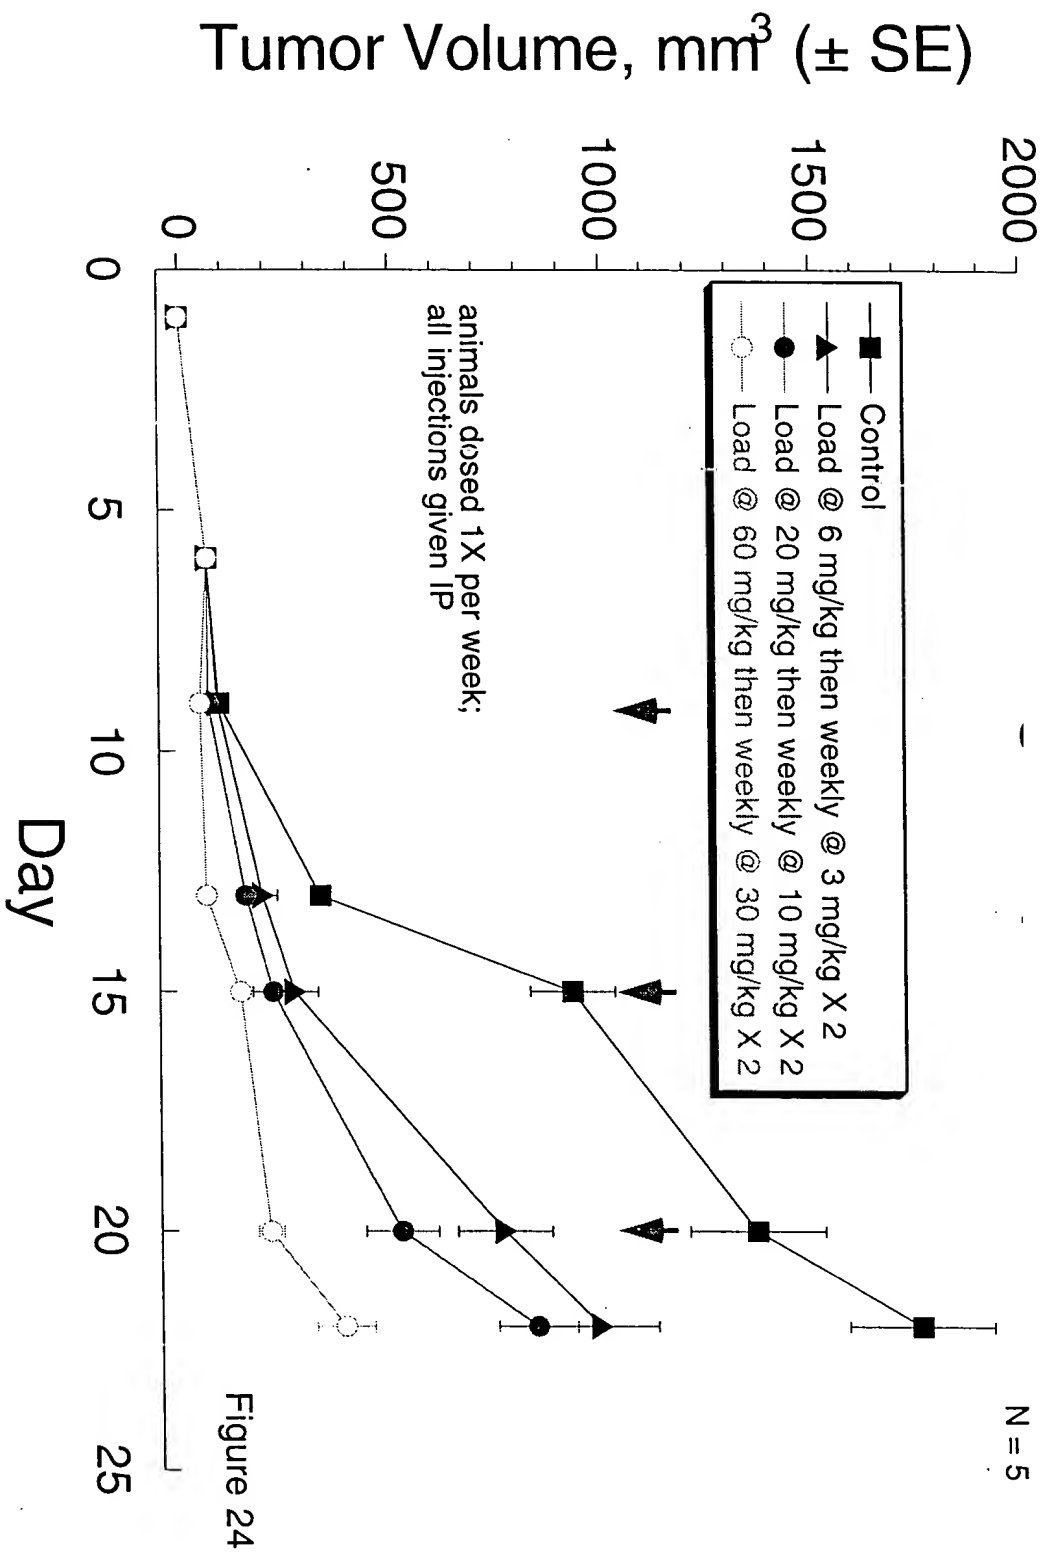 N = 5
Tumor Volume, mm³ (± SE)
2000
1500
1000
500
0
Control
Load @ 6 mg/kg then weekly @ 3 mg/kg X 2
Load @ 20 mg/kg then weekly @ 10 mg/kg X 2
Load @ 60 mg/kg then weekly @ 30 mg/kg X 2
animals dosed 1X per week;
all injections given IP
0 5 10 15 20 25
Day
Figure 24